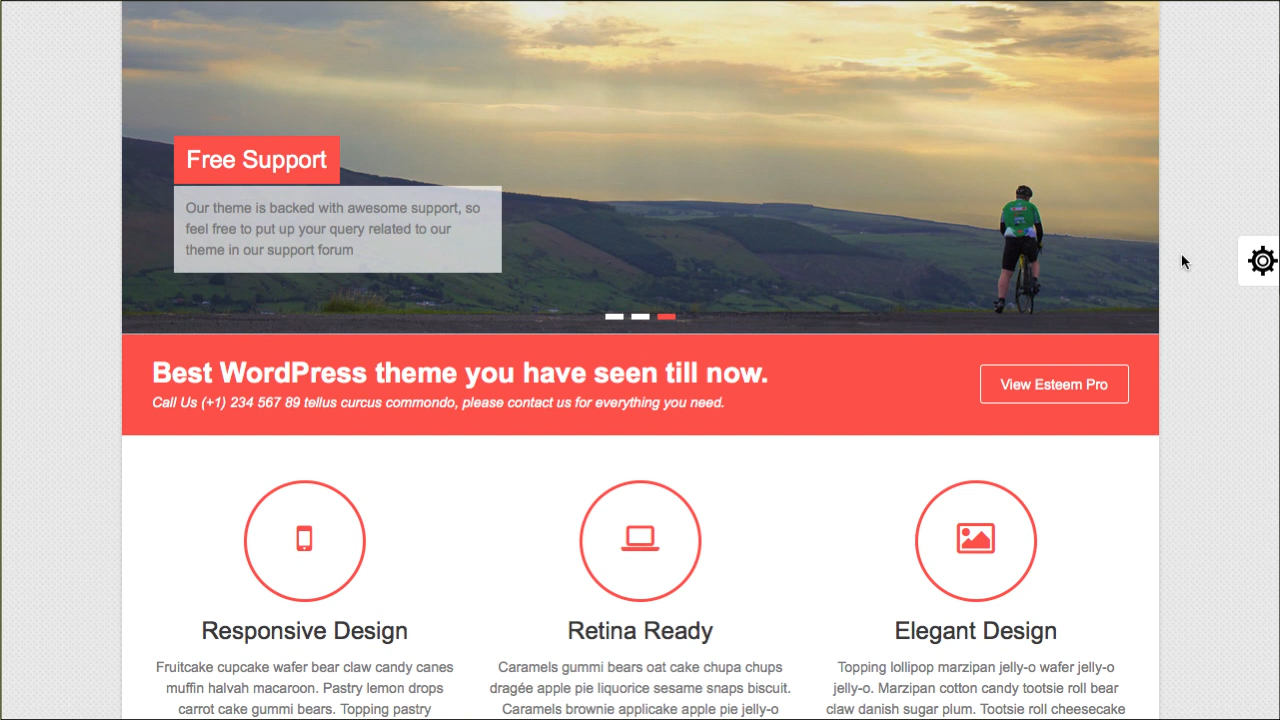 Free Support
Our theme is backed with awesome support, so
feel free to put up your query related to our
theme in our support forum
Best WordPress theme you have seen till now.
Call Us (+1) 234 567 89 tellus curcus commondo, please contact us for everything you need.
View Esteem Pro
Responsive Design
Fruitcake cupcake wafer bear claw candy canes
muffin halvah macaroon. Pastry lemon drops
carrot cake gummi bears. Topping pastry
Retina Ready
Caramels gummi bears oat cake chupa chups
dragée apple pie liquorice sesame snaps biscuit.
Caramels brownie applicake apple pie jelly-o
Elegant Design
Topping lollipop marzipan jelly-o wafer jelly-o
jelly-o. Marzipan cotton candy tootsie roll bear
claw danish sugar plum. Tootsie roll cheesecake